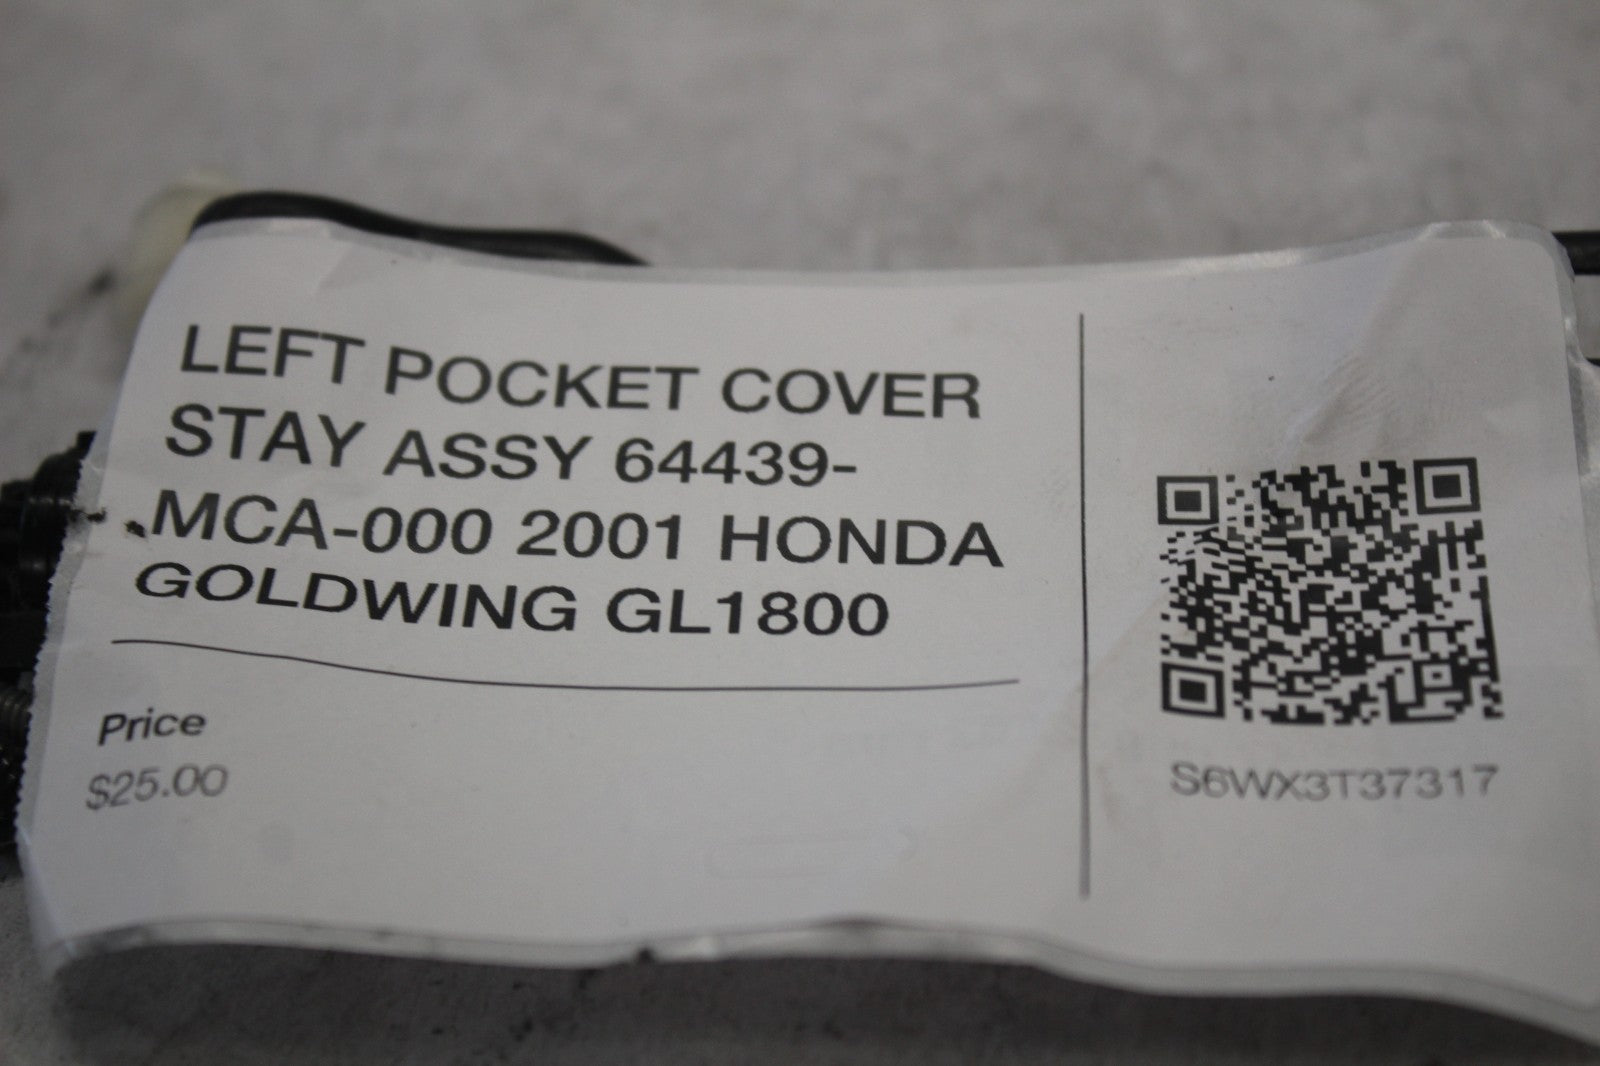 LEFT POCKET COVER
STAY ASSY 64439-
MCA-000 2001 HONDA
GOLDWING GL1800
Price
$25.00
S6WX3T37317